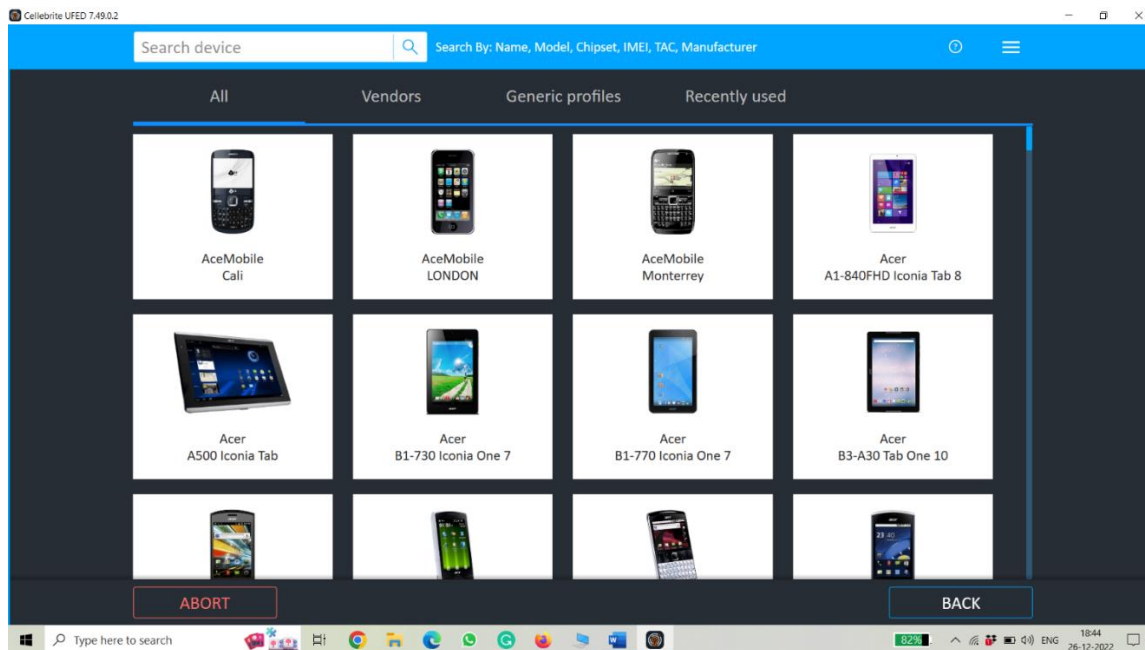 Cellebrite UFED 7.49.0.2
Search device
Search By: Name, Model, Chipset, IMEI, TAC, Manufacturer
All
Vendors
Generic profiles
Recently used
AceMobile
Cali
AceMobile
LONDON
AceMobile
Monterrey
Acer
A1-840FHD Iconia Tab 8
Acer
A500 Iconia Tab
Acer
B1-730 Iconia One 7
Acer
B1-770 Iconia One 7
Acer
B3-A30 Tab One 10
ABORT
BACK
Type here to search
82%
ENG
18:44
26-12-2022